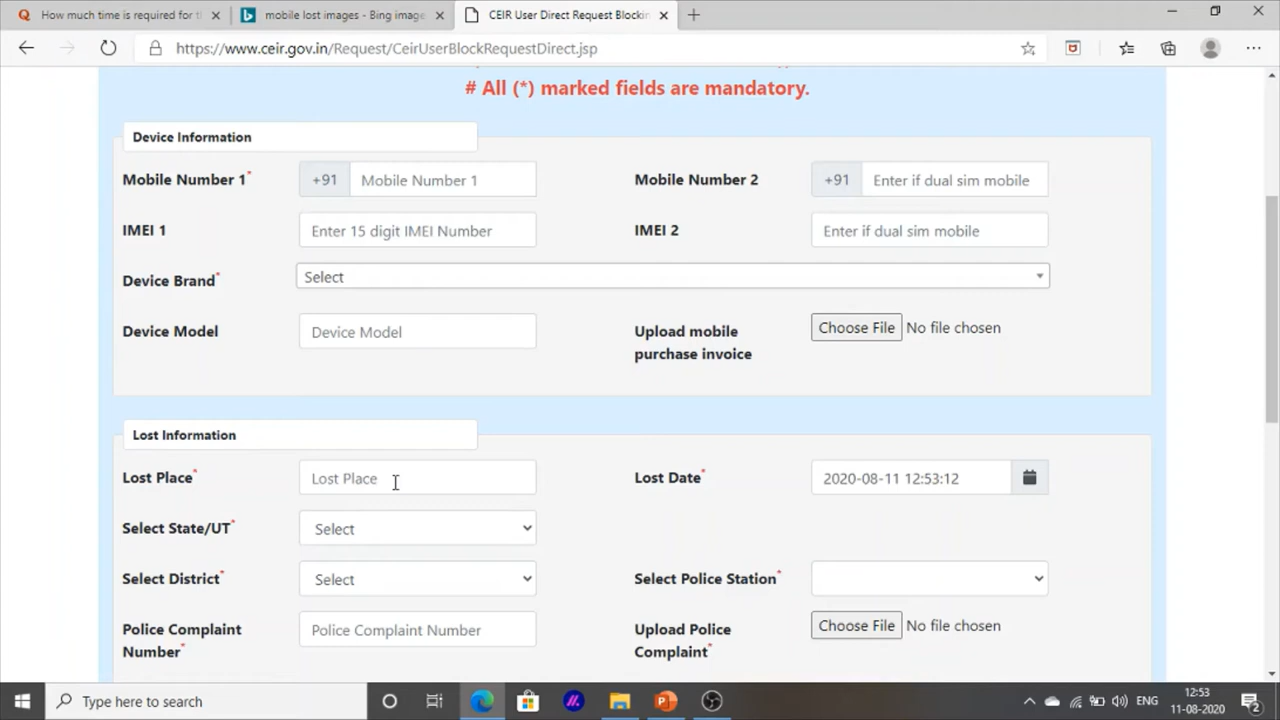 How much time is required for t
mobile lost images - Bing image
CEIR User Direct Request Blockin
https://www.ceir.gov.in/Request/CeirUserBlockRequestDirect.jsp
# All (*) marked fields are mandatory.
Device Information
Mobile Number 1* +91 Mobile Number 1 Mobile Number 2 +91 Enter if dual sim mobile
IMEI 1 Enter 15 digit IMEI Number IMEI 2 Enter if dual sim mobile
Device Brand* Select
Device Model Device Model Upload mobile purchase invoice Choose File No file chosen
Lost Information
Lost Place* Lost Place Lost Date* 2020-08-11 12:53:12
Select State/UT* Select
Select District* Select Select Police Station*
Police Complaint Number* Police Complaint Number Upload Police Complaint* Choose File No file chosen
Type here to search
ENG
12:53
11-08-2020
2